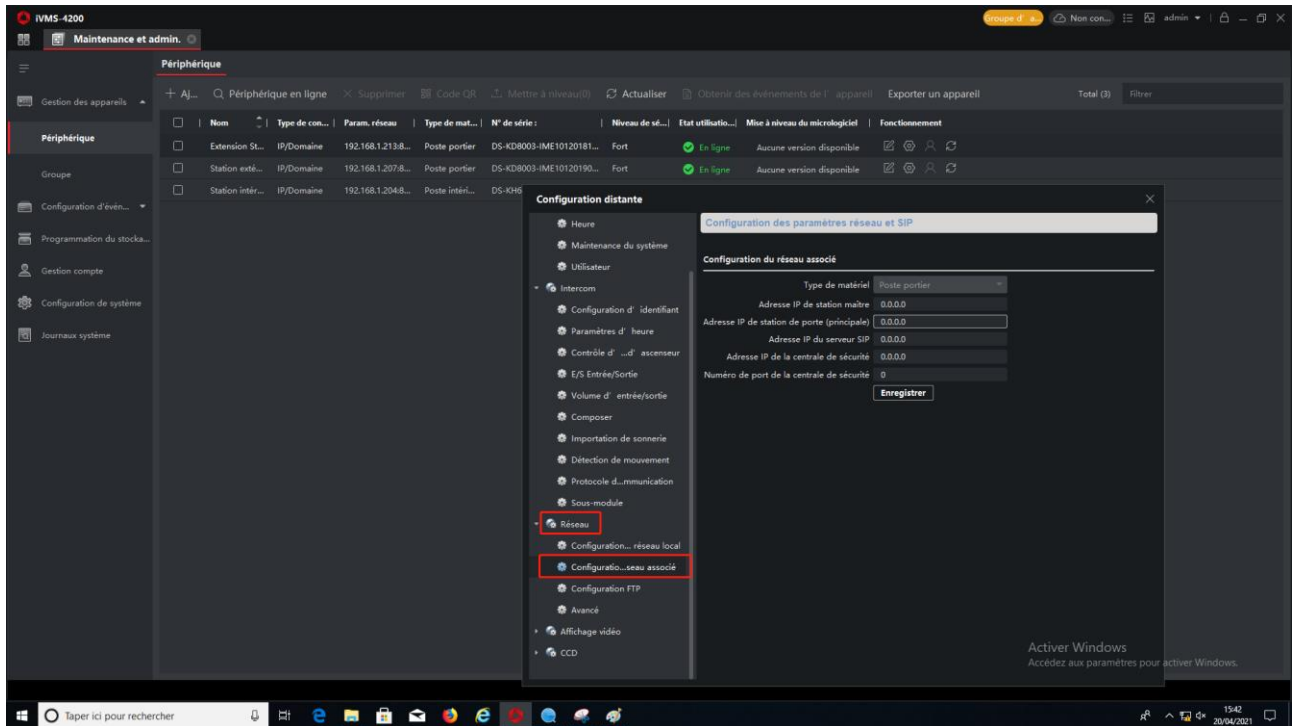 iVMS-4200
Groupe d' a...
Non con...
admin
Maintenance et admin.
Périphérique
Gestion des appareils
Périphérique
Groupe
Configuration d'évén...
Programmation du stocka...
Gestion compte
Configuration de système
Journaux système
+ Aj... Périphérique en ligne × Supprimer Code QR Mettre à niveau(0) Actualiser Obtenir des événements de l' appareil Exporter un appareil Total (3) Filtrer
Nom | Type de con... | Param. réseau | Type de mat... | N° de série : | Niveau de sé... | Etat utilisatio... | Mise à niveau du micrologiciel | Fonctionnement
Extension St... IP/Domaine 192.168.1.213:8... Poste portier DS-KD8003-IME10120181... Fort En ligne Aucune version disponible
Station exté... IP/Domaine 192.168.1.207:8... Poste portier DS-KD8003-IME10120190... Fort En ligne Aucune version disponible
Station intér... IP/Domaine 192.168.1.204:8... Poste intéri... DS-KH6
Configuration distante
Heure
Maintenance du système
Utilisateur
Intercom
Configuration d' identifiant
Paramètres d' heure
Contrôle d' ...d' ascenseur
E/S Entrée/Sortie
Volume d' entrée/sortie
Composer
Importation de sonnerie
Détection de mouvement
Protocole d...mmunication
Sous-module
Réseau
Configuration... réseau local
Configuratio...seau associé
Configuration FTP
Avancé
Affichage vidéo
CCD
Configuration des paramètres réseau et SIP
Configuration du réseau associé
Type de matériel Poste portier
Adresse IP de station maître 0.0.0.0
Adresse IP de station de porte (principale) 0.0.0.0
Adresse IP du serveur SIP 0.0.0.0
Adresse IP de la centrale de sécurité 0.0.0.0
Numéro de port de la centrale de sécurité 0
Enregistrer
Activer Windows
Accédez aux paramètres pour activer Windows.
Taper ici pour rechercher
15:42
20/04/2021